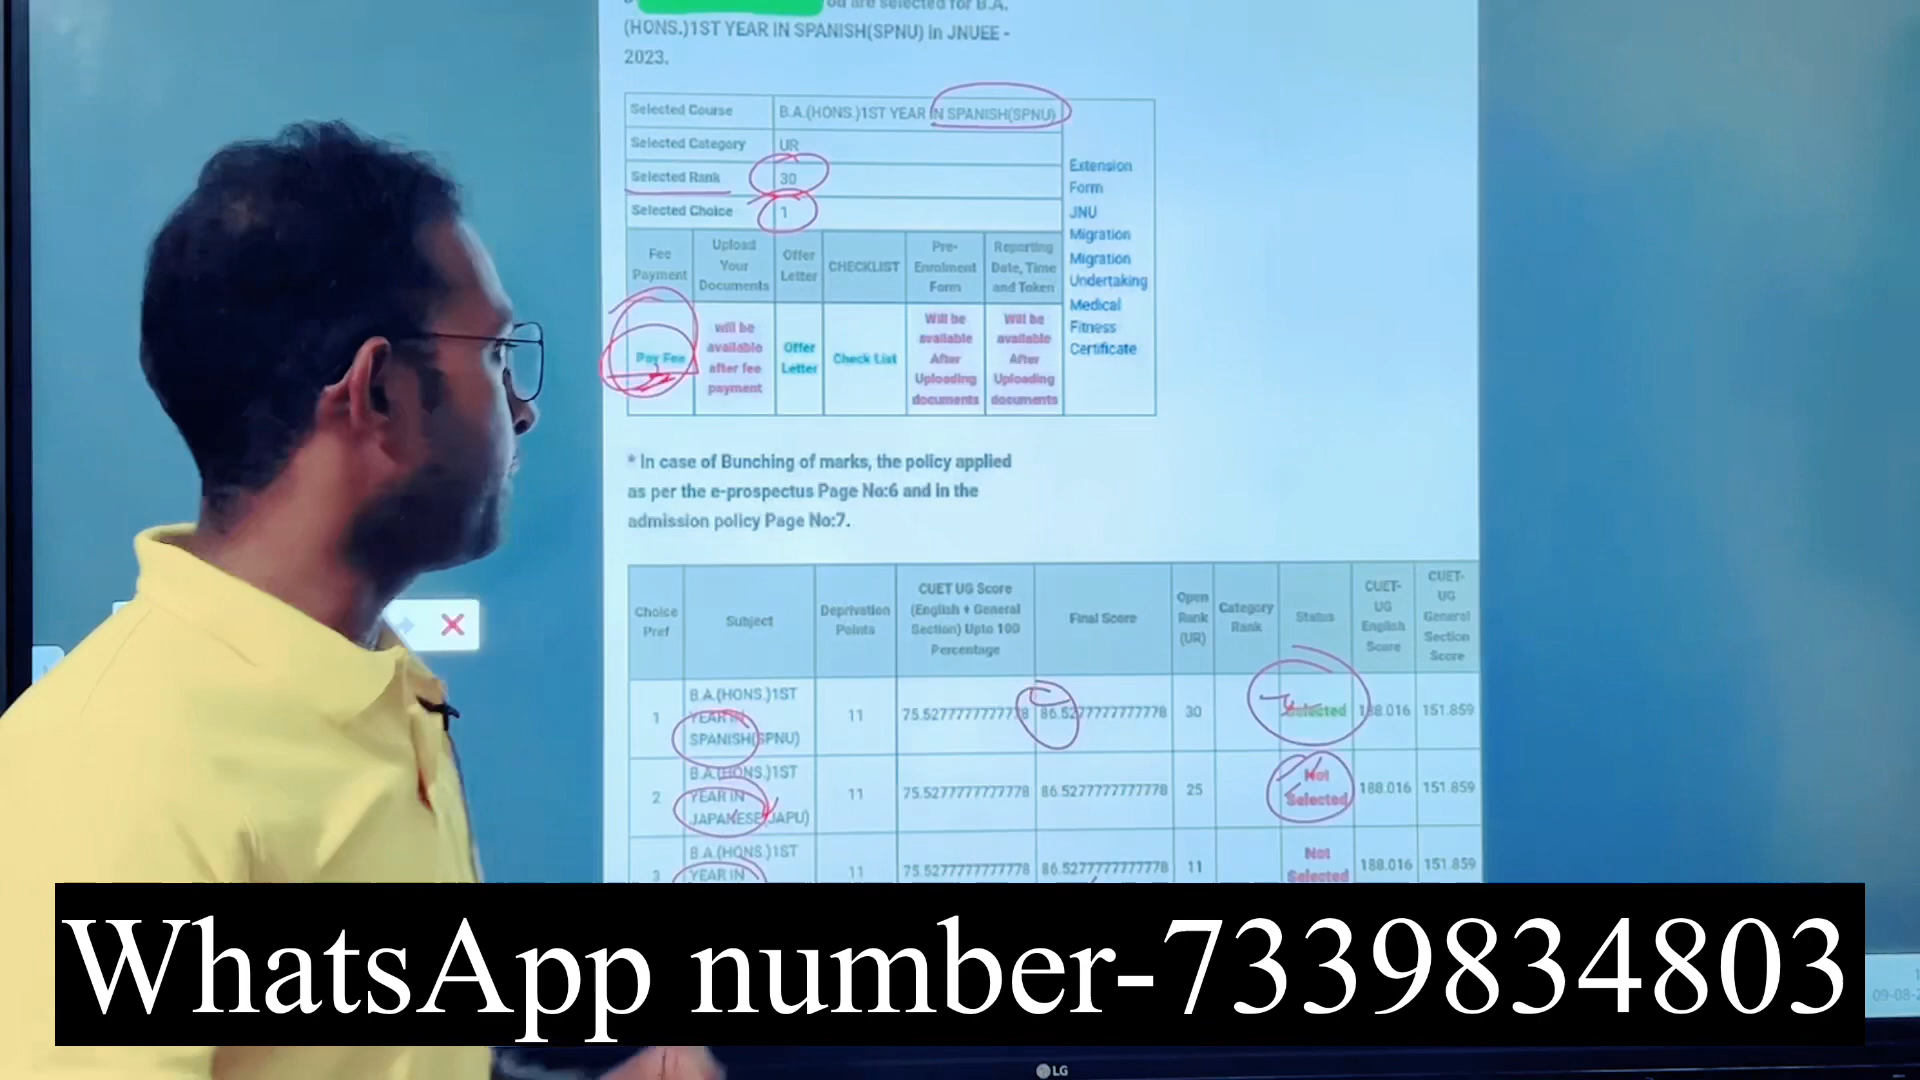 ou are selected for B.A.
(HONS.)1ST YEAR IN SPANISH(SPNU) in JNUEE -
2023.
Selected Course B.A.(HONS.)1ST YEAR IN SPANISH(SPNU)
Selected Category UR
Selected Rank 30
Selected Choice 1
Extension
Form
JNU
Migration
Migration
Undertaking
Medical
Fitness
Certificate
Fee
Payment
Upload
Your
Documents
Offer
Letter
CHECKLIST
Pre-
Enrolment
Form
Reporting
Date, Time
and Token
Pay Fee
will be
available
after fee
payment
Offer
Letter
Check List
Will be
available
After
Uploading
documents
Will be
available
After
Uploading
documents
* In case of Bunching of marks, the policy applied
as per the e-prospectus Page No:6 and in the
admission policy Page No:7.
Choice
Pref
Subject
Deprivation
Points
CUET UG Score
(English + General
Section) Upto 100
Percentage
Final Score
Open
Rank
(UR)
Category
Rank
Status
CUET-
UG
English
Score
CUET-
UG
General
Section
Score
1
B.A.(HONS.)1ST
YEAR IN
SPANISH(SPNU)
11
75.5277777777778
86.5277777777778
30
Selected
188.016
151.859
2
B.A.(HONS.)1ST
YEAR IN
JAPANESE(JAPU)
11
75.5277777777778
86.5277777777778
25
Not
Selected
188.016
151.859
3
B.A.(HONS.)1ST
YEAR IN
11
75.5277777777778
86.5277777777778
11
Not
Selected
188.016
151.859
WhatsApp number-7339834803
09-08-2
LG